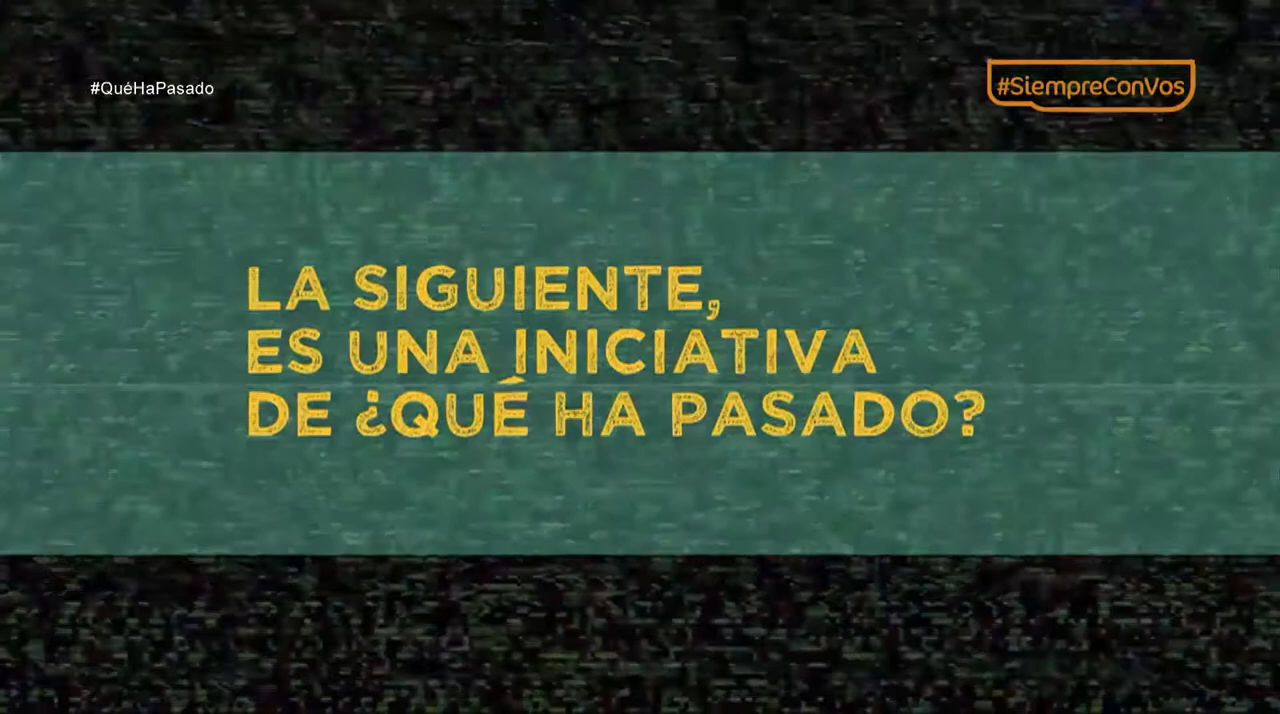 #QuéHaPasado
#SiempreConVos
LA SIGUIENTE,
ES UNA INICIATIVA
DE ¿QUÉ HA PASADO?